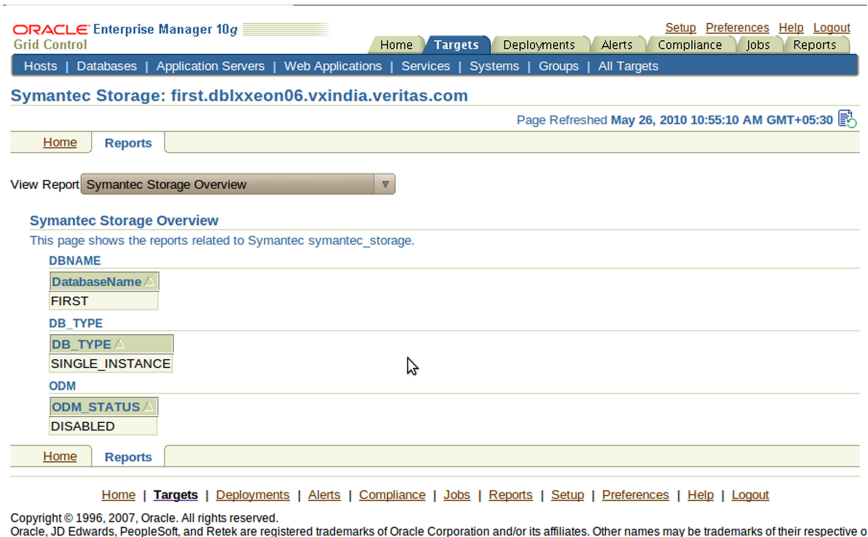 ORACLE Enterprise Manager 10g
Setup Preferences Help Logout
Grid Control
Home Targets Deployments Alerts Compliance Jobs Reports
Hosts | Databases | Application Servers | Web Applications | Services | Systems | Groups | All Targets
Symantec Storage: first.dblxxeon06.vxindia.veritas.com
Page Refreshed May 26, 2010 10:55:10 AM GMT+05:30
Home Reports
View Report Symantec Storage Overview
Symantec Storage Overview
This page shows the reports related to Symantec symantec_storage.
DBNAME
DatabaseName
FIRST
DB_TYPE
DB_TYPE
SINGLE_INSTANCE
ODM
ODM_STATUS
DISABLED
Home Reports
Home | Targets | Deployments | Alerts | Compliance | Jobs | Reports | Setup | Preferences | Help | Logout
Copyright © 1996, 2007, Oracle. All rights reserved.
Oracle, JD Edwards, PeopleSoft, and Retek are registered trademarks of Oracle Corporation and/or its affiliates. Other names may be trademarks of their respective o